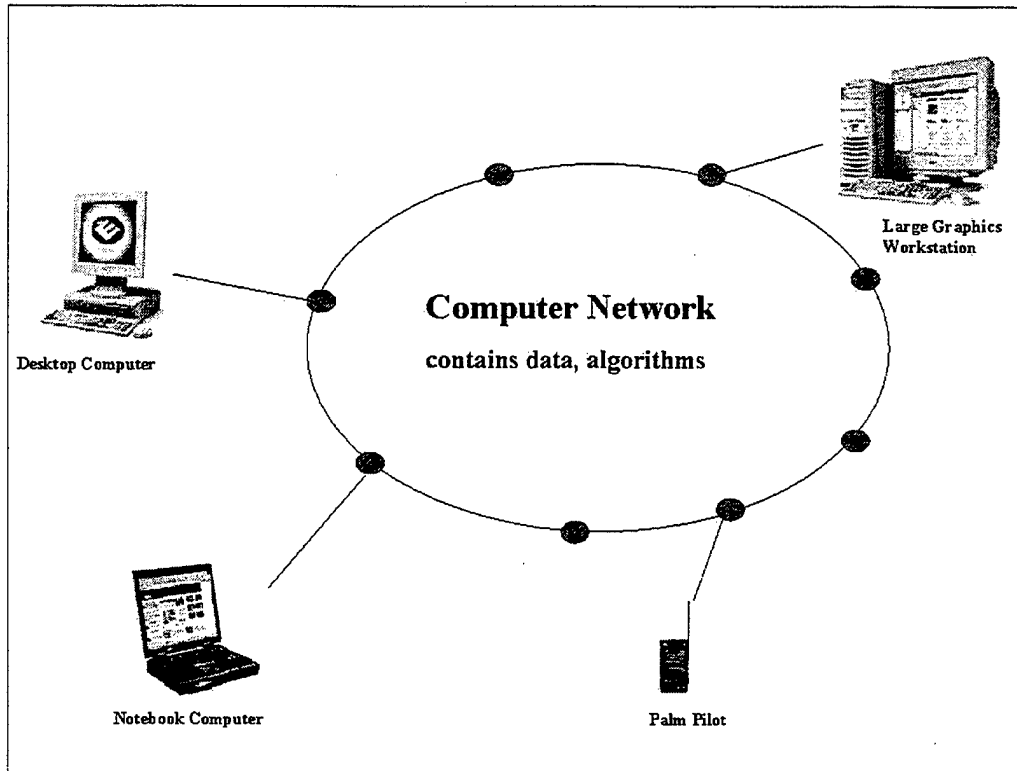 Large Graphics
Workstation
Computer Network
contains data, algorithms
Desktop Computer
Notebook Computer
Palm Pilot